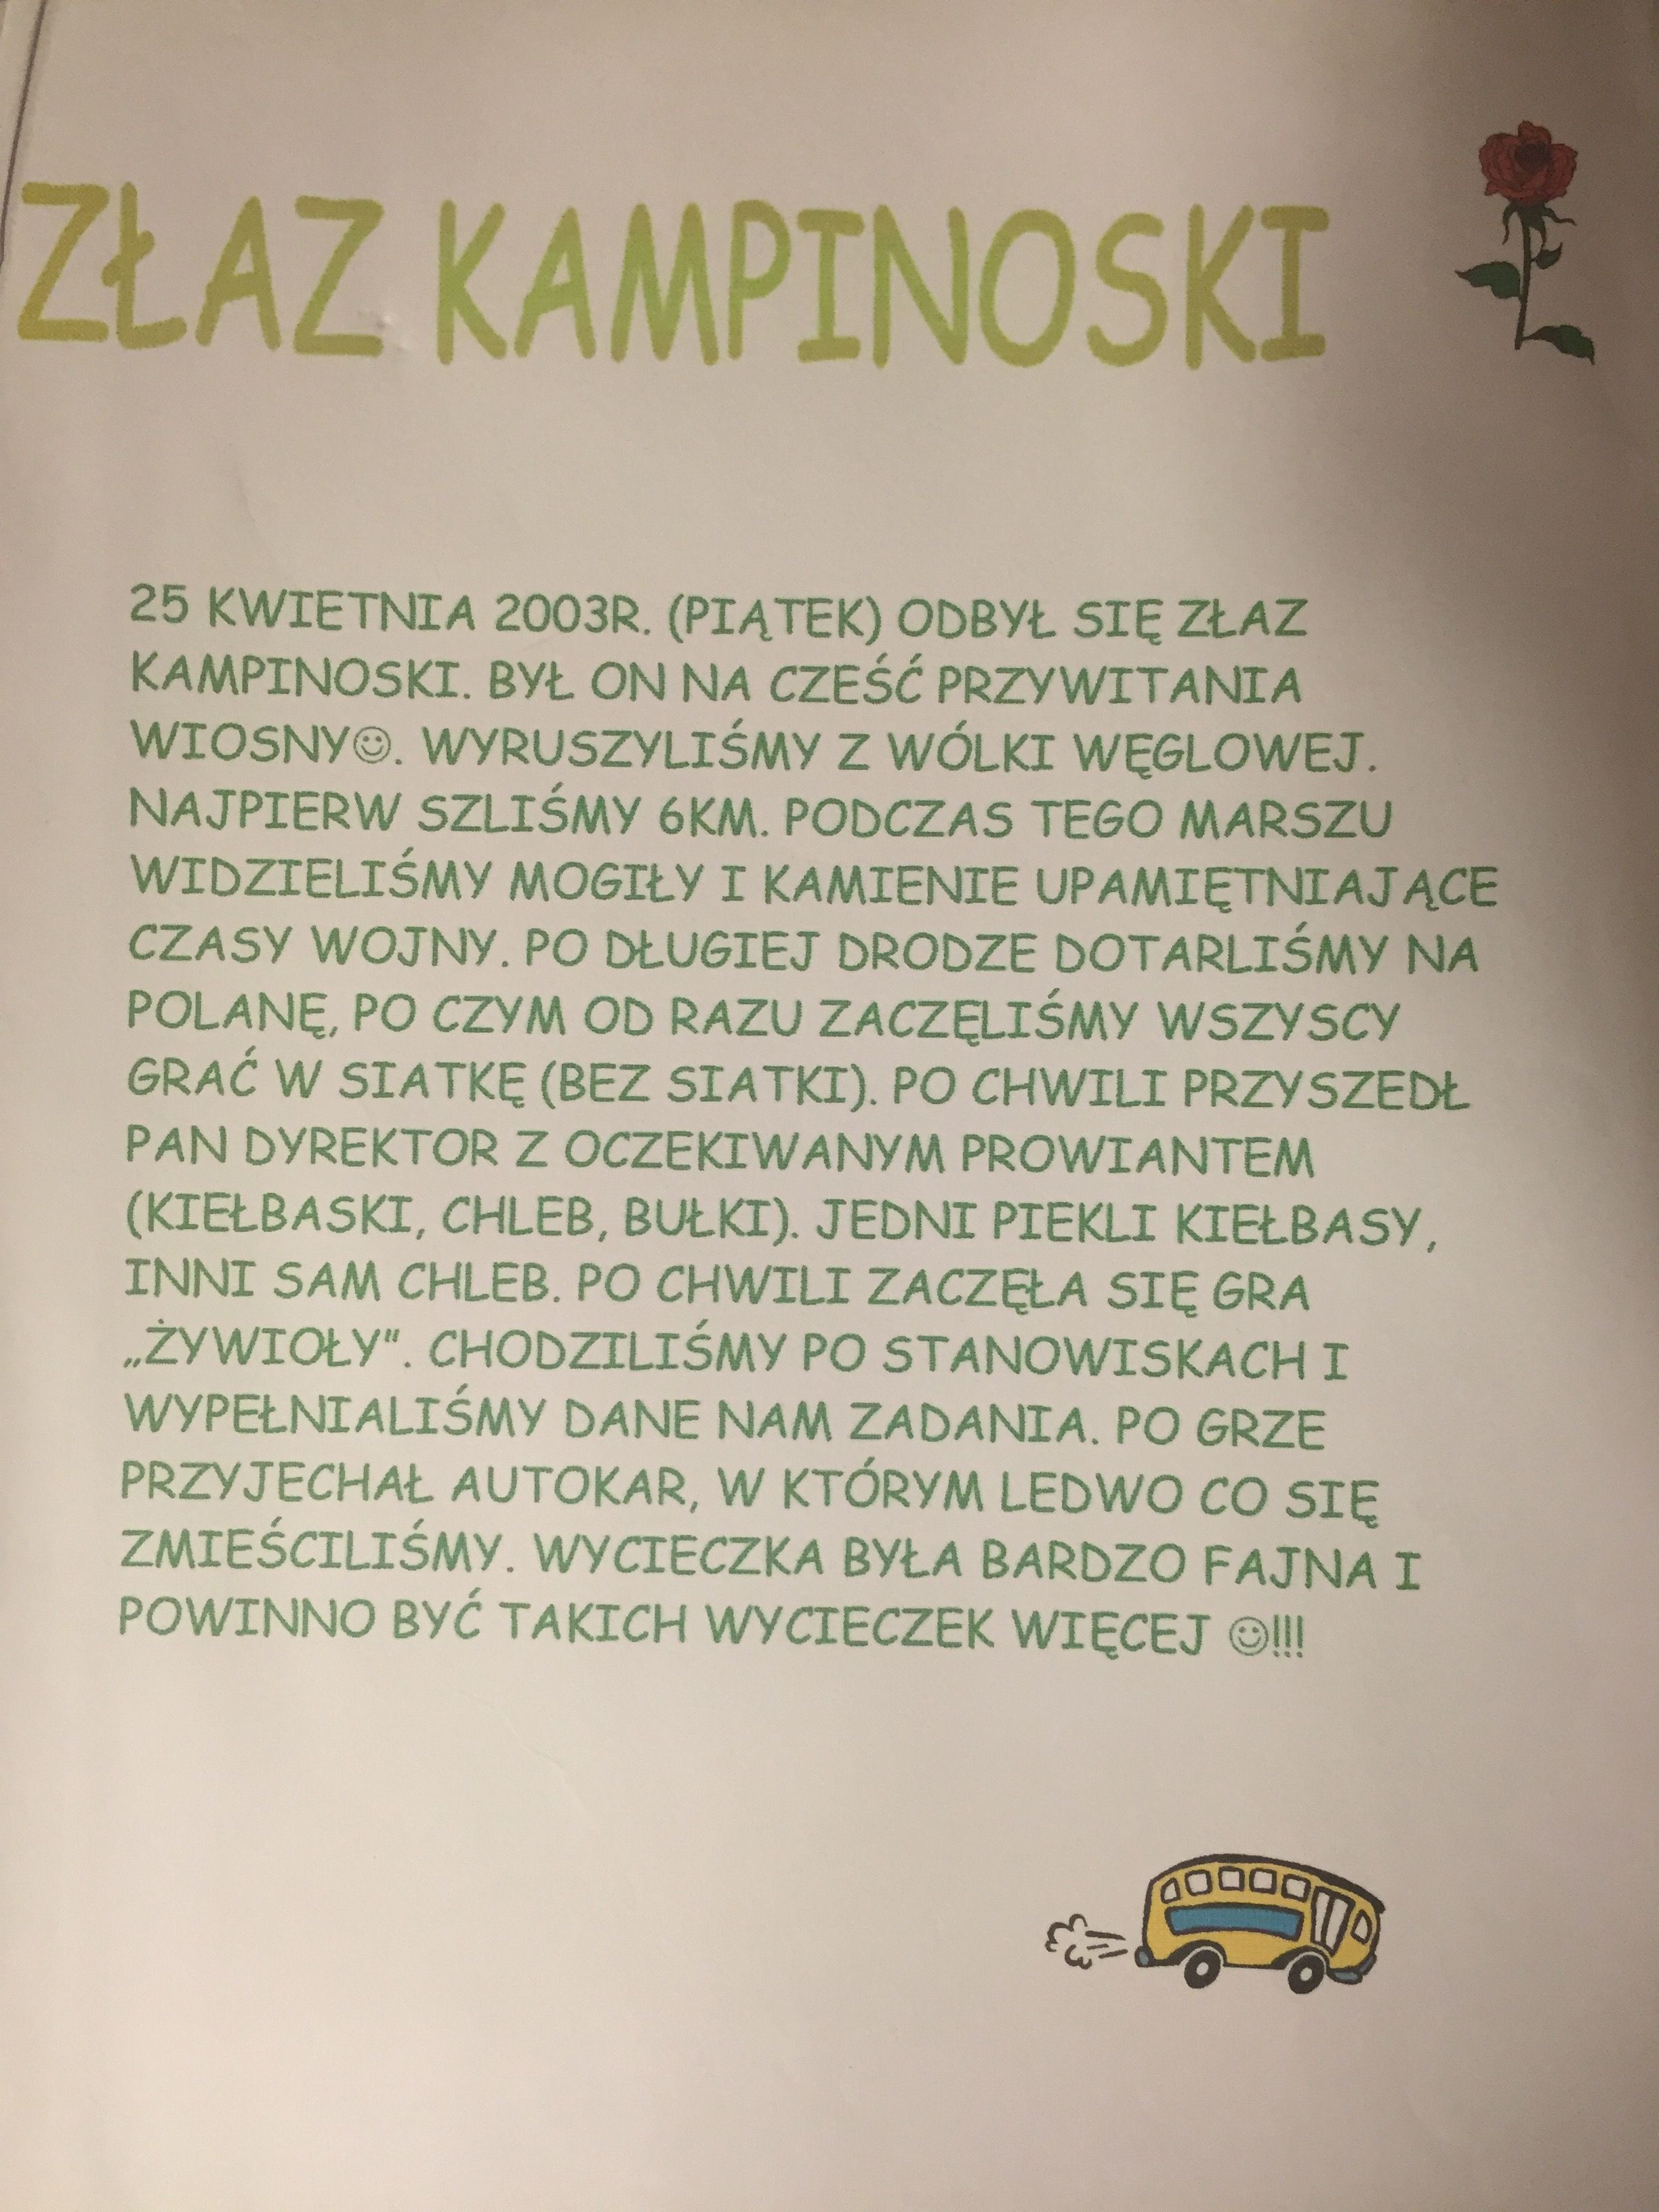 ZŁAZ KAMPINOSKI
25 KWIETNIA 2003R. (PIĄTEK) ODBYŁ SIĘ ZŁAZ
KAMPINOSKI. BYŁ ON NA CZEŚĆ PRZYWITANIA
WIOSNY☺. WYRUSZYLIŚMY Z WÓLKI WĘGLOWEJ.
NAJPIERW SZLIŚMY 6KM. PODCZAS TEGO MARSZU
WIDZIELIŚMY MOGIŁY I KAMIENIE UPAMIĘTNIAJĄCE
CZASY WOJNY. PO DŁUGIEJ DRODZE DOTARLIŚMY NA
POLANĘ, PO CZYM OD RAZU ZACZĘLIŚMY WSZYSCY
GRAĆ W SIATKĘ (BEZ SIATKI). PO CHWILI PRZYSZEDŁ
PAN DYREKTOR Z OCZEKIWANYM PROWIANTEM
(KIEŁBASKI, CHLEB, BUŁKI). JEDNI PIEKLI KIEŁBASY,
INNI SAM CHLEB. PO CHWILI ZACZĘŁA SIĘ GRA
„ŻYWIOŁY”. CHODZILIŚMY PO STANOWISKACH I
WYPEŁNIALIŚMY DANE NAM ZADANIA. PO GRZE
PRZYJECHAŁ AUTOKAR, W KTÓRYM LEDWO CO SIĘ
ZMIEŚCILIŚMY. WYCIECZKA BYŁA BARDZO FAJNA I
POWINNO BYĆ TAKICH WYCIECZEK WIĘCEJ ☺!!!